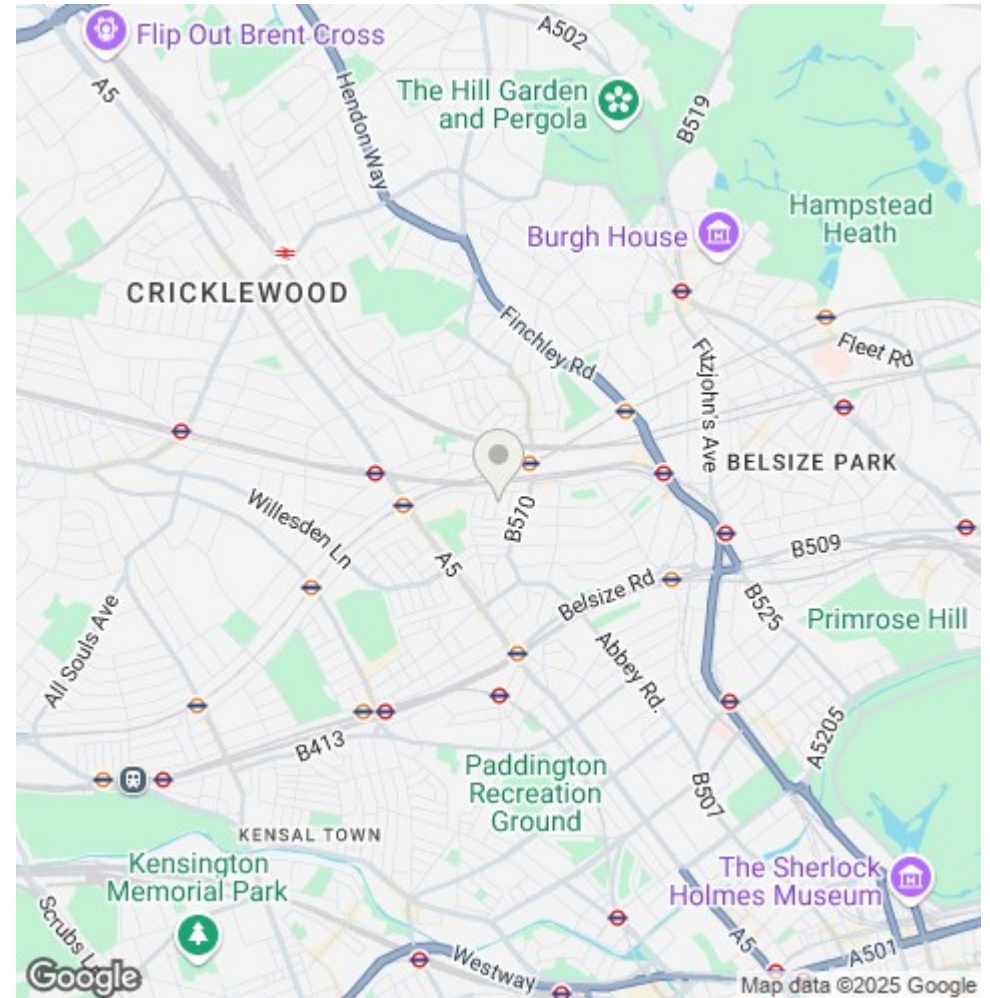 Flip Out Brent Cross
A502
A5
Hendon Way
The Hill Garden
and Pergola
B519
Hampstead
Heath
Burgh House
CRICKLEWOOD
Finchley Rd
Fleet Rd
Fitzjohn's Ave
BELSIZE PARK
Willesden Ln
B570
A5
B509
Belsize Rd
B525
Primrose Hill
All Souls Ave
Abbey Rd.
A5205
B413
Paddington
Recreation
Ground
B507
KENSAL TOWN
Kensington
Memorial Park
The Sherlock
Holmes Museum
Scrubs L
A5
A501
Westway
Google
Map data ©2025 Google